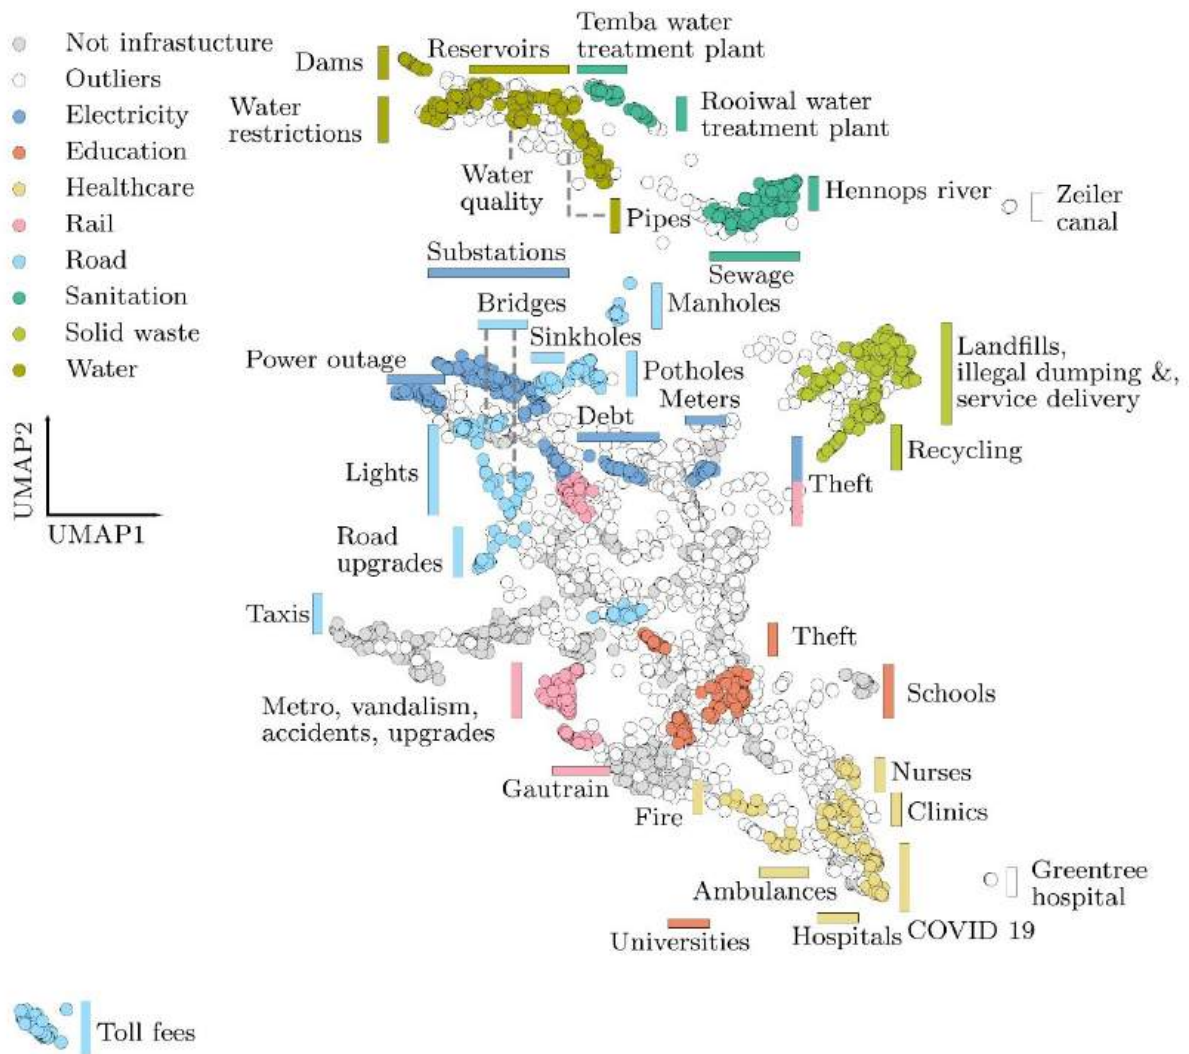 Not infrastucture
Outliers
Electricity
Education
Healthcare
Rail
Road
Sanitation
Solid waste
Water
UMAP2
UMAP1
Dams
Reservoirs
Temba water
treatment plant
Water
restrictions
Rooiwal water
treatment plant
Water
quality
Pipes
Hennops river
Zeiler
canal
Substations
Sewage
Bridges
Manholes
Sinkholes
Power outage
Potholes
Meters
Debt
Landfills,
illegal dumping &,
service delivery
Lights
Recycling
Theft
Road
upgrades
Taxis
Theft
Metro, vandalism,
accidents, upgrades
Schools
Gautrain
Nurses
Fire
Clinics
Ambulances
Greentree
hospital
Universities
Hospitals
COVID 19
Toll fees